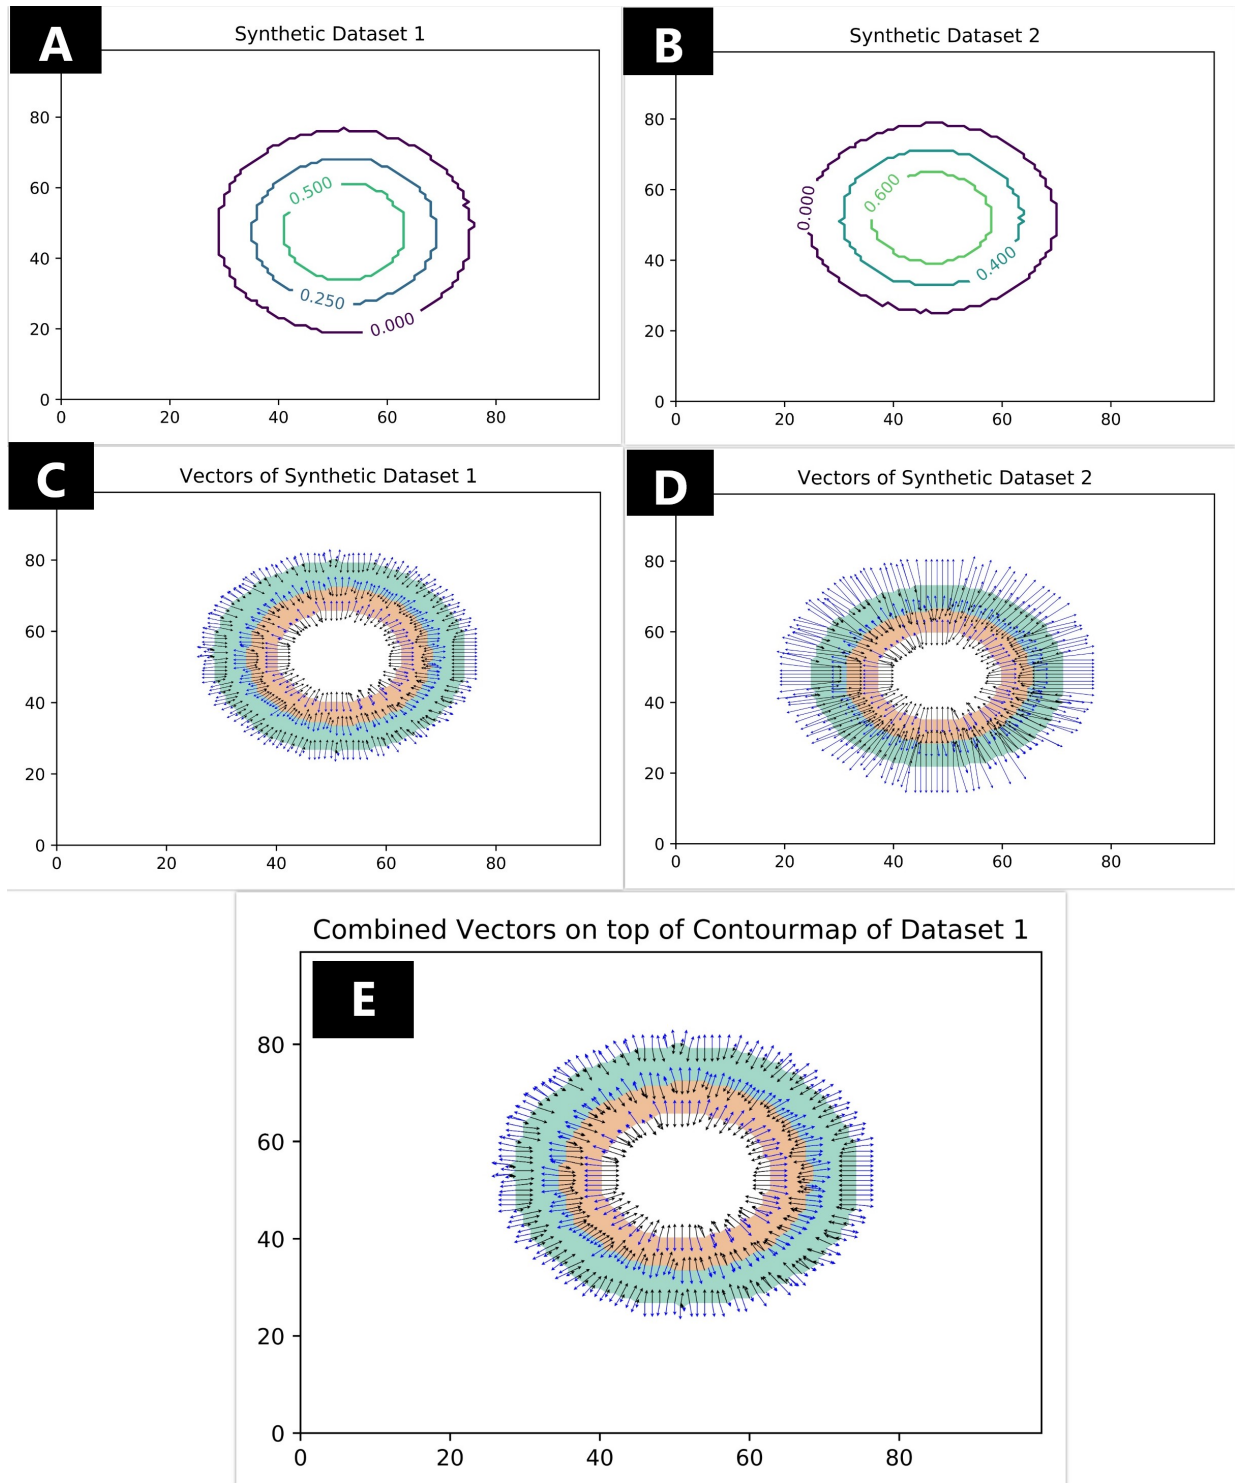 A
Synthetic Dataset 1
80
60
40
20
0
0 20 40 60 80
0.500
0.250
0.000
B
Synthetic Dataset 2
80
60
40
20
0
0 20 40 60 80
0.000
0.600
0.400
C
Vectors of Synthetic Dataset 1
80
60
40
20
0
0 20 40 60 80
D
Vectors of Synthetic Dataset 2
80
60
40
20
0
0 20 40 60 80
Combined Vectors on top of Contourmap of Dataset 1
E
80
60
40
20
0
0 20 40 60 80